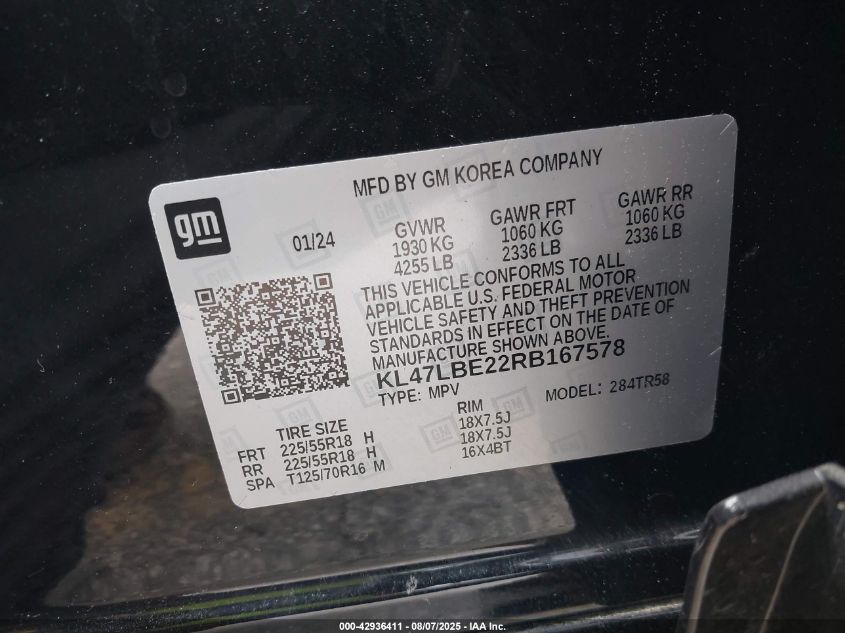 MFD BY GM KOREA COMPANY
gm
01/24
GVWR
1930 KG
4255 LB
GAWR FRT
1060 KG
2336 LB
GAWR RR
1060 KG
2336 LB
THIS VEHICLE CONFORMS TO ALL
APPLICABLE U.S. FEDERAL MOTOR
VEHICLE SAFETY AND THEFT PREVENTION
STANDARDS IN EFFECT ON THE DATE OF
MANUFACTURE SHOWN ABOVE.
KL47LBE22RB167578
TYPE: MPV
MODEL: 284TR58
TIRE SIZE RIM
FRT 225/55R18 H 18X7.5J
RR 225/55R18 H 18X7.5J
SPA T125/70R16 M 16X4BT
000-42936411 - 08/07/2025 - IAA Inc.